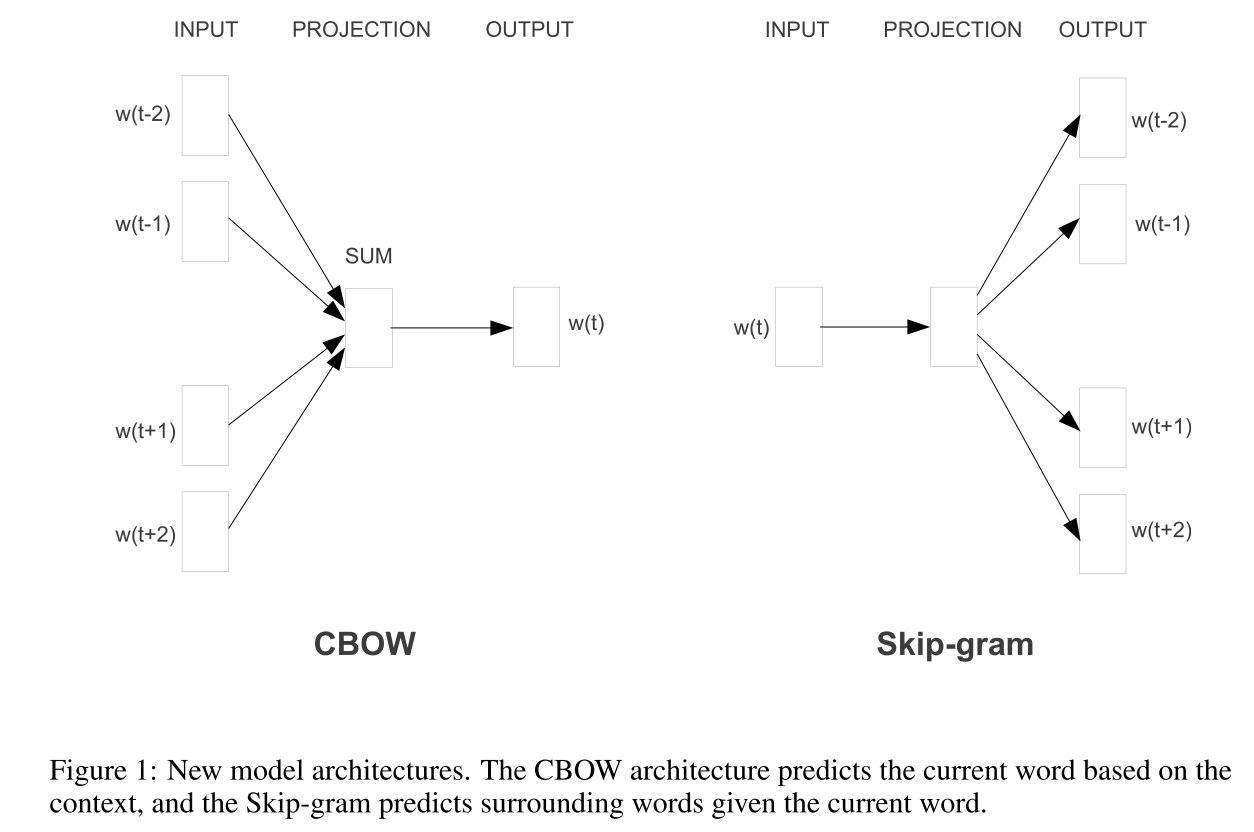 INPUT PROJECTION OUTPUT
w(t-2)
w(t-1)
SUM
w(t)
w(t+1)
w(t+2)
CBOW
INPUT PROJECTION OUTPUT
w(t-2)
w(t-1)
w(t)
w(t+1)
w(t+2)
Skip-gram
Figure 1: New model architectures. The CBOW architecture predicts the current word based on the
context, and the Skip-gram predicts surrounding words given the current word.